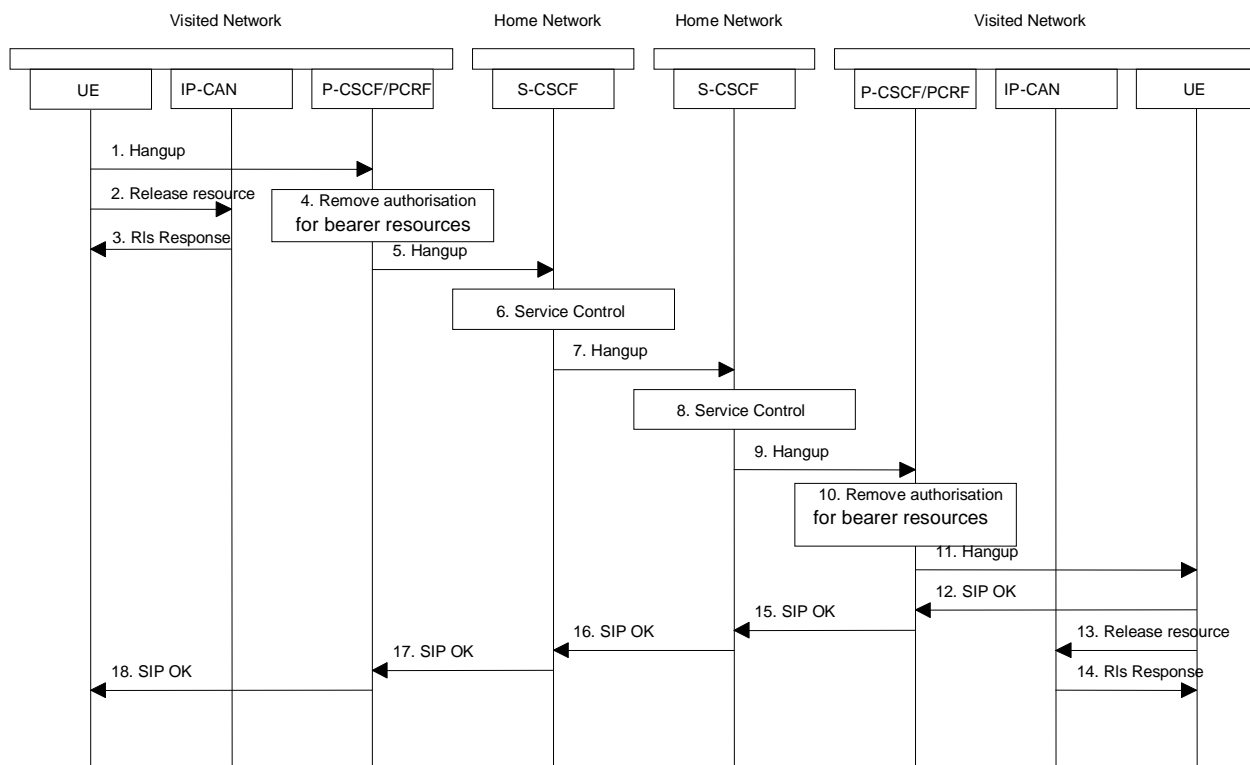 Visited Network
Home Network
Home Network
Visited Network
UE
IP-CAN
P-CSCF/PCRF
S-CSCF
S-CSCF
P-CSCF/PCRF
IP-CAN
UE
1. Hangup
2. Release resource
3. Rls Response
4. Remove authorisation
for bearer resources
5. Hangup
6. Service Control
7. Hangup
8. Service Control
9. Hangup
10. Remove authorisation
for bearer resources
11. Hangup
12. SIP OK
13. Release resource
14. Rls Response
15. SIP OK
16. SIP OK
17. SIP OK
18. SIP OK